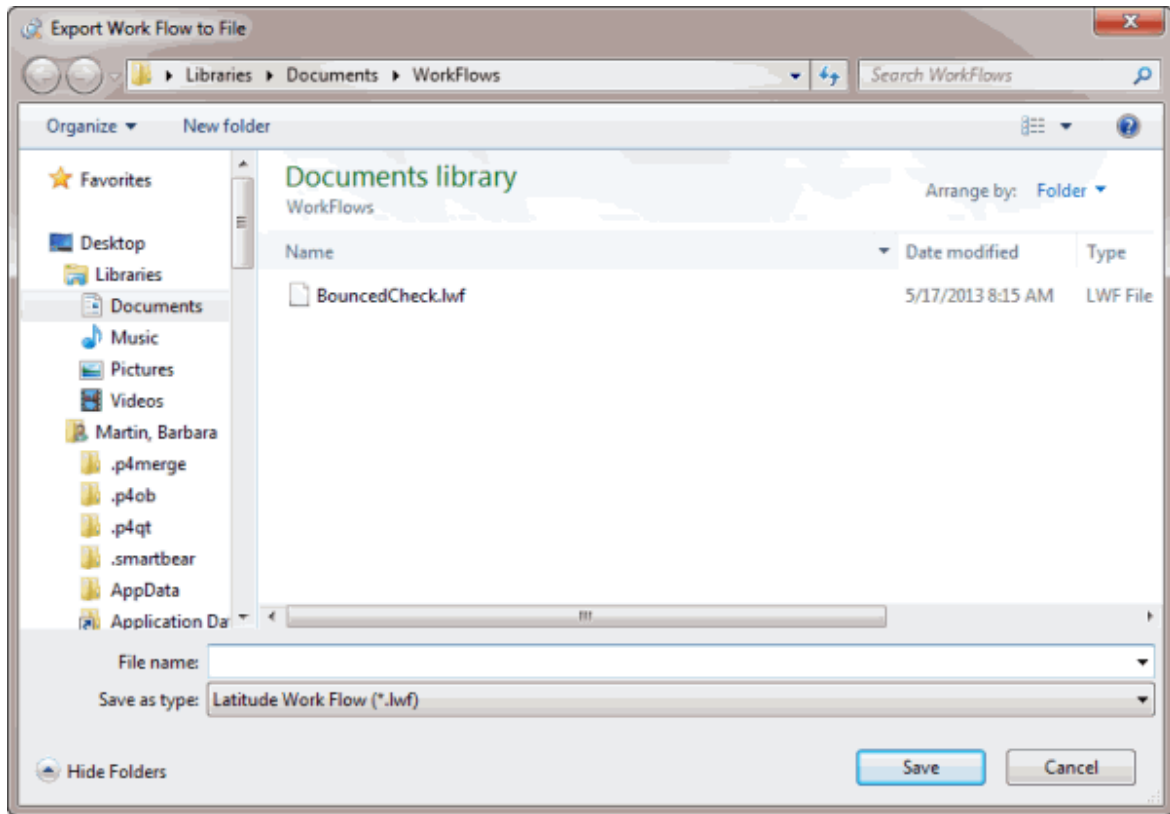 Export Work Flow to File
Libraries Documents WorkFlows
Search WorkFlows
Organize
New folder
Favorites
Desktop
Libraries
Documents
Music
Pictures
Videos
Martin, Barbara
.p4merge
.p4ob
.p4qt
.smartbear
AppData
Application Da
Documents library
WorkFlows
Arrange by: Folder
Name Date modified Type
BouncedCheck.lwf 5/17/2013 8:15 AM LWF File
File name:
Save as type: Latitude Work Flow (*.lwf)
Hide Folders
Save
Cancel